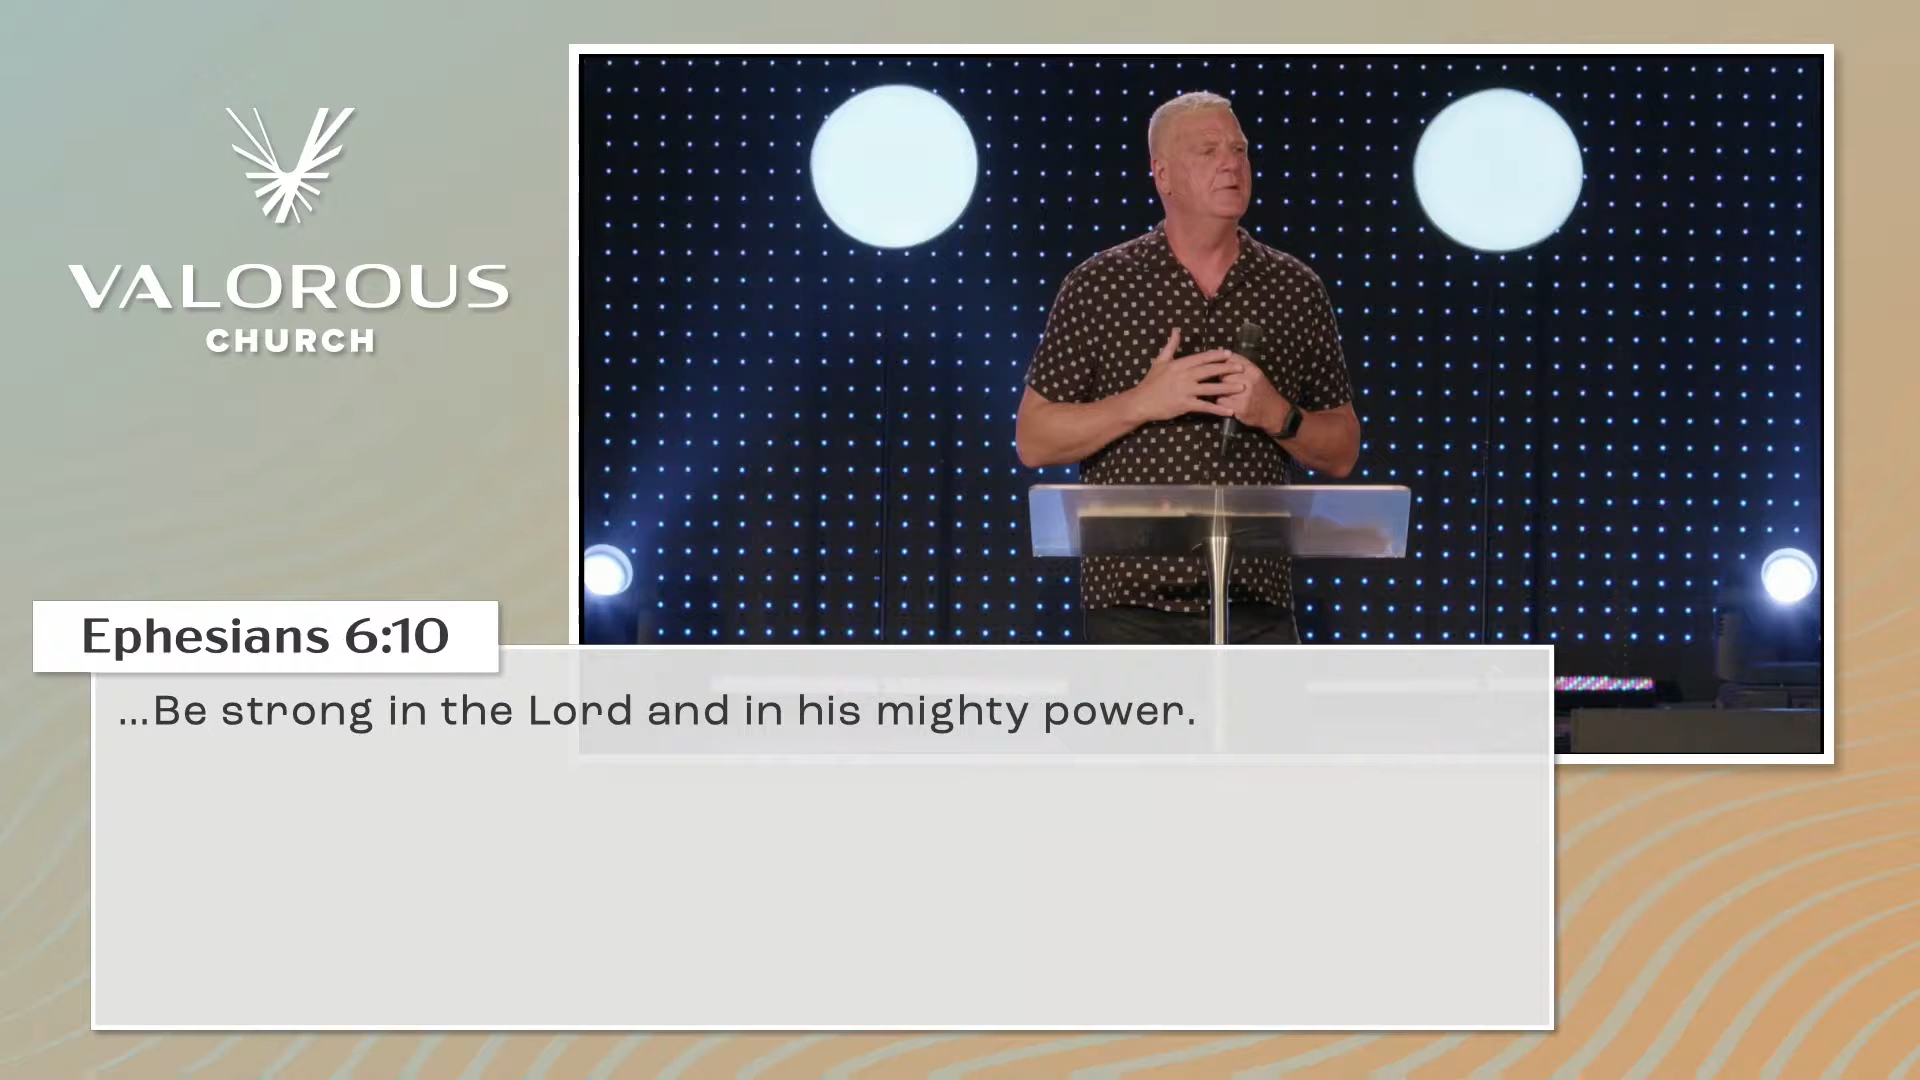 VALOROUS
CHURCH
Ephesians 6:10
...Be strong in the Lord and in his mighty power.